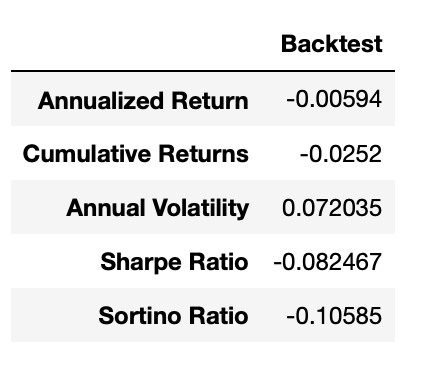 Backtest
Annualized Return -0.00594
Cumulative Returns -0.0252
Annual Volatility 0.072035
Sharpe Ratio -0.082467
Sortino Ratio -0.10585